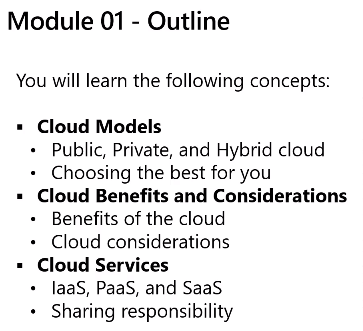 Module 01 - Outline
You will learn the following concepts:
▪ Cloud Models
• Public, Private, and Hybrid cloud
• Choosing the best for you
▪ Cloud Benefits and Considerations
• Benefits of the cloud
• Cloud considerations
▪ Cloud Services
• IaaS, PaaS, and SaaS
• Sharing responsibility